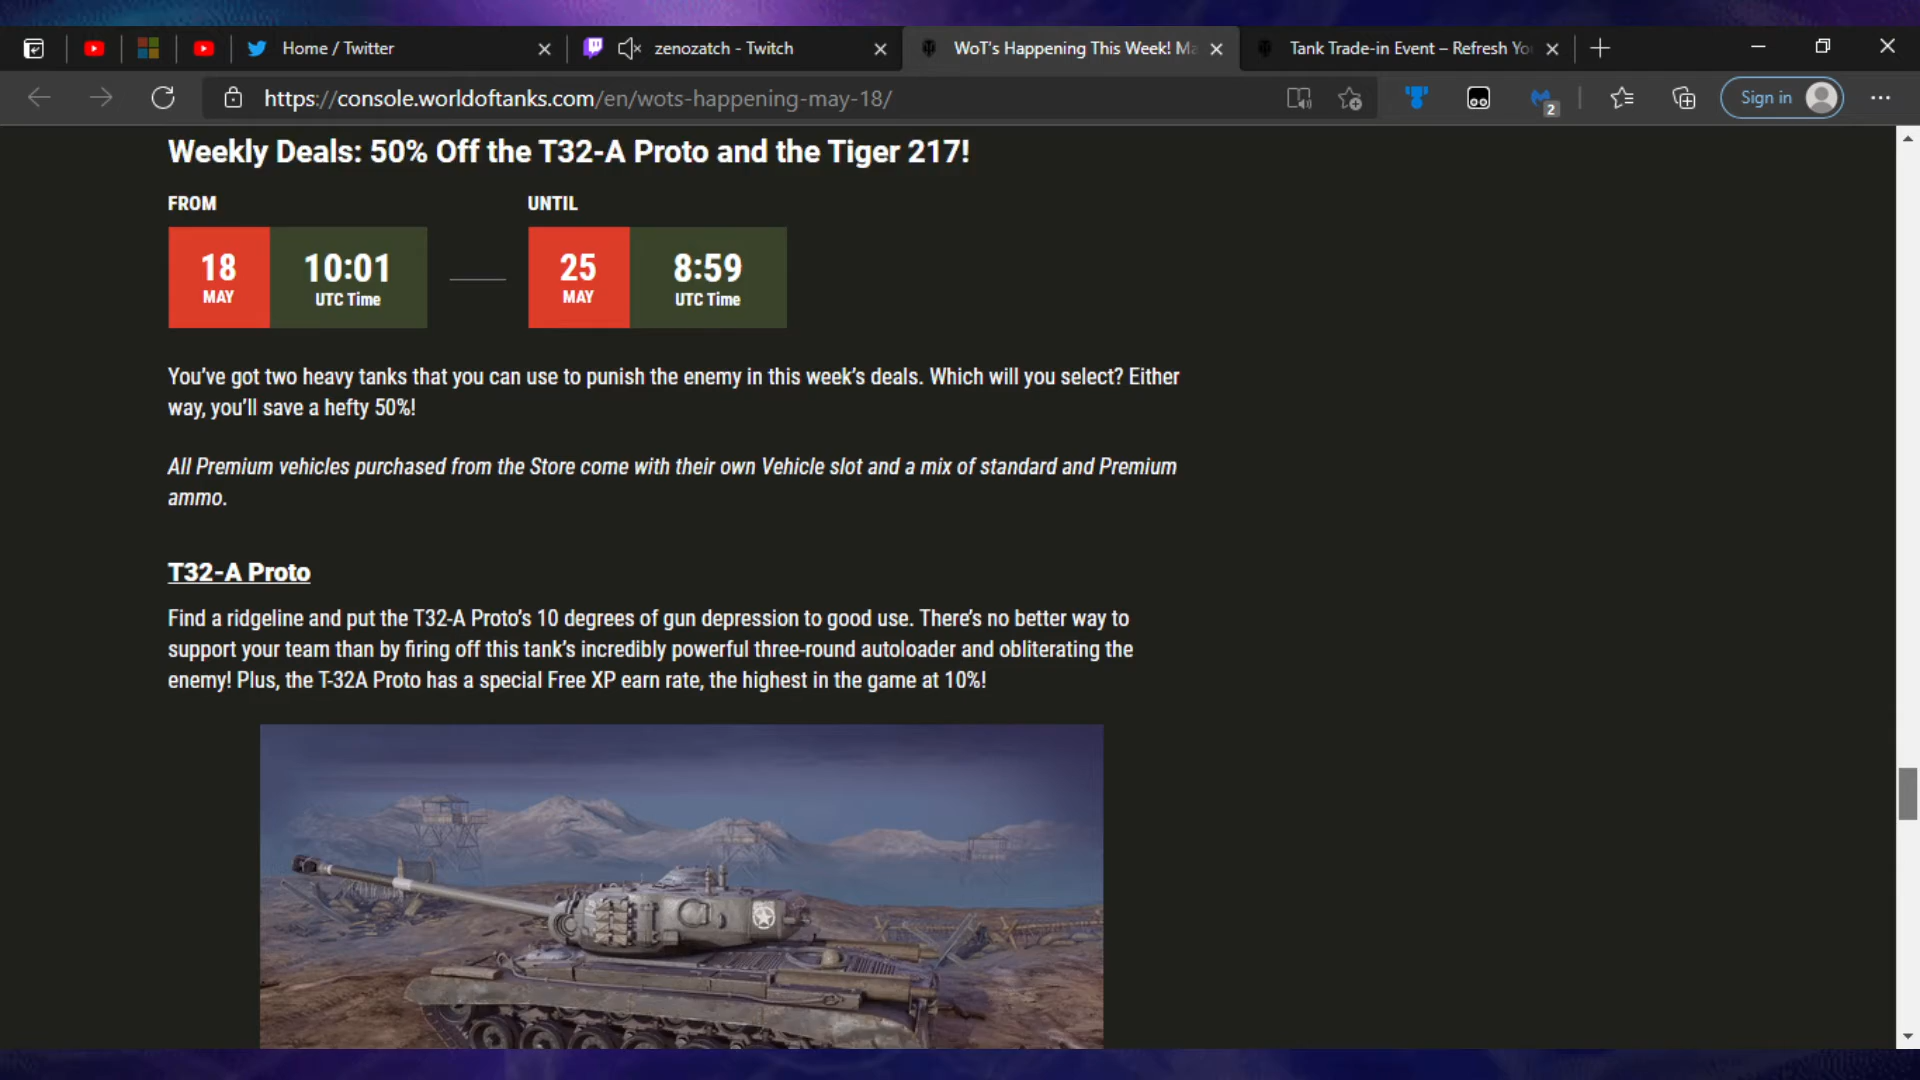 Home / Twitter
zenozatch - Twitch
WoT's Happening This Week! Ma
Tank Trade-in Event – Refresh Yo
https://console.worldoftanks.com/en/wots-happening-may-18/
2
Sign in
Weekly Deals: 50% Off the T32-A Proto and the Tiger 217!
FROM
UNTIL
18
MAY
10:01
UTC Time
25
MAY
8:59
UTC Time
You've got two heavy tanks that you can use to punish the enemy in this week's deals. Which will you select? Either
way, you'll save a hefty 50%!
All Premium vehicles purchased from the Store come with their own Vehicle slot and a mix of standard and Premium
ammo.
T32-A Proto
Find a ridgeline and put the T32-A Proto's 10 degrees of gun depression to good use. There's no better way to
support your team than by firing off this tank's incredibly powerful three-round autoloader and obliterating the
enemy! Plus, the T-32A Proto has a special Free XP earn rate, the highest in the game at 10%!